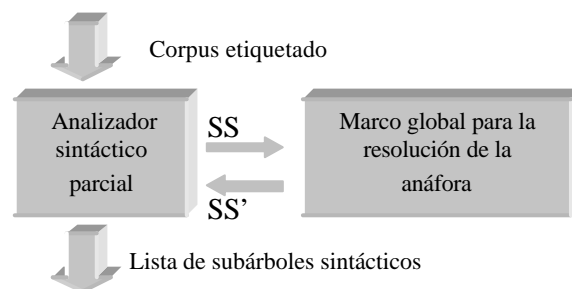 Corpus etiquetado
Analizador
sintáctico
parcial
SS
SS’
Marco global para la
resolución de la
anáfora
Lista de subárboles sintácticos